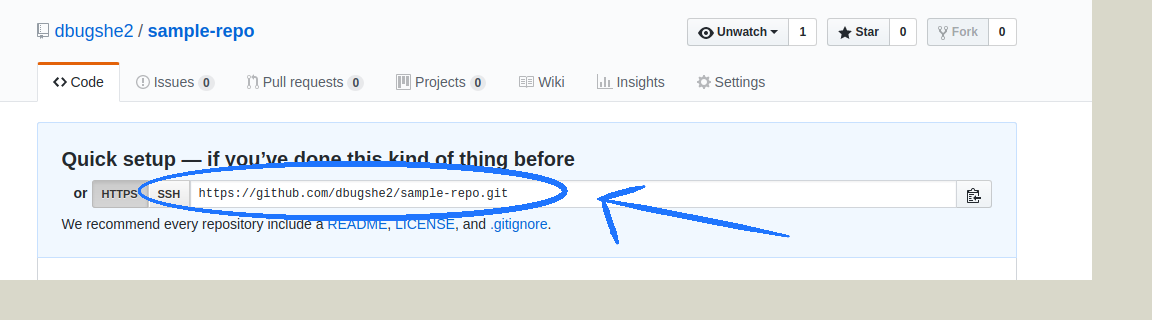 dbugshe2 / sample-repo
Unwatch 1 Star 0 Fork 0
Code Issues 0 Pull requests 0 Projects 0 Wiki Insights Settings
Quick setup — if you've done this kind of thing before
or HTTPS SSH https://github.com/dbugshe2/sample-repo.git
We recommend every repository include a README, LICENSE, and .gitignore.